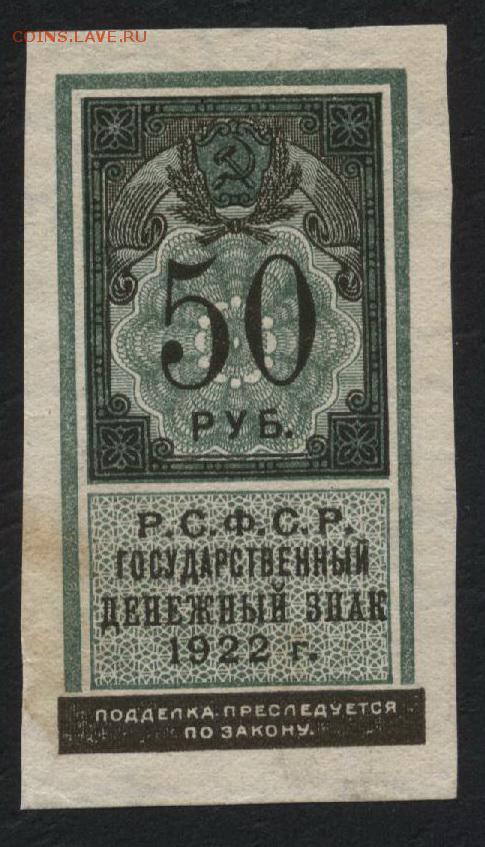 COINS.LAVE.RU
50
РУБ.
Р.С.Ф.С.Р.
ГОСУДАРСТВЕННЫЙ
ДЕНЕЖНЫЙ ЗНАК
1922 г.
ПОДДЕЛКА ПРЕСЛЕДУЕТСЯ
ПО ЗАКОНУ.